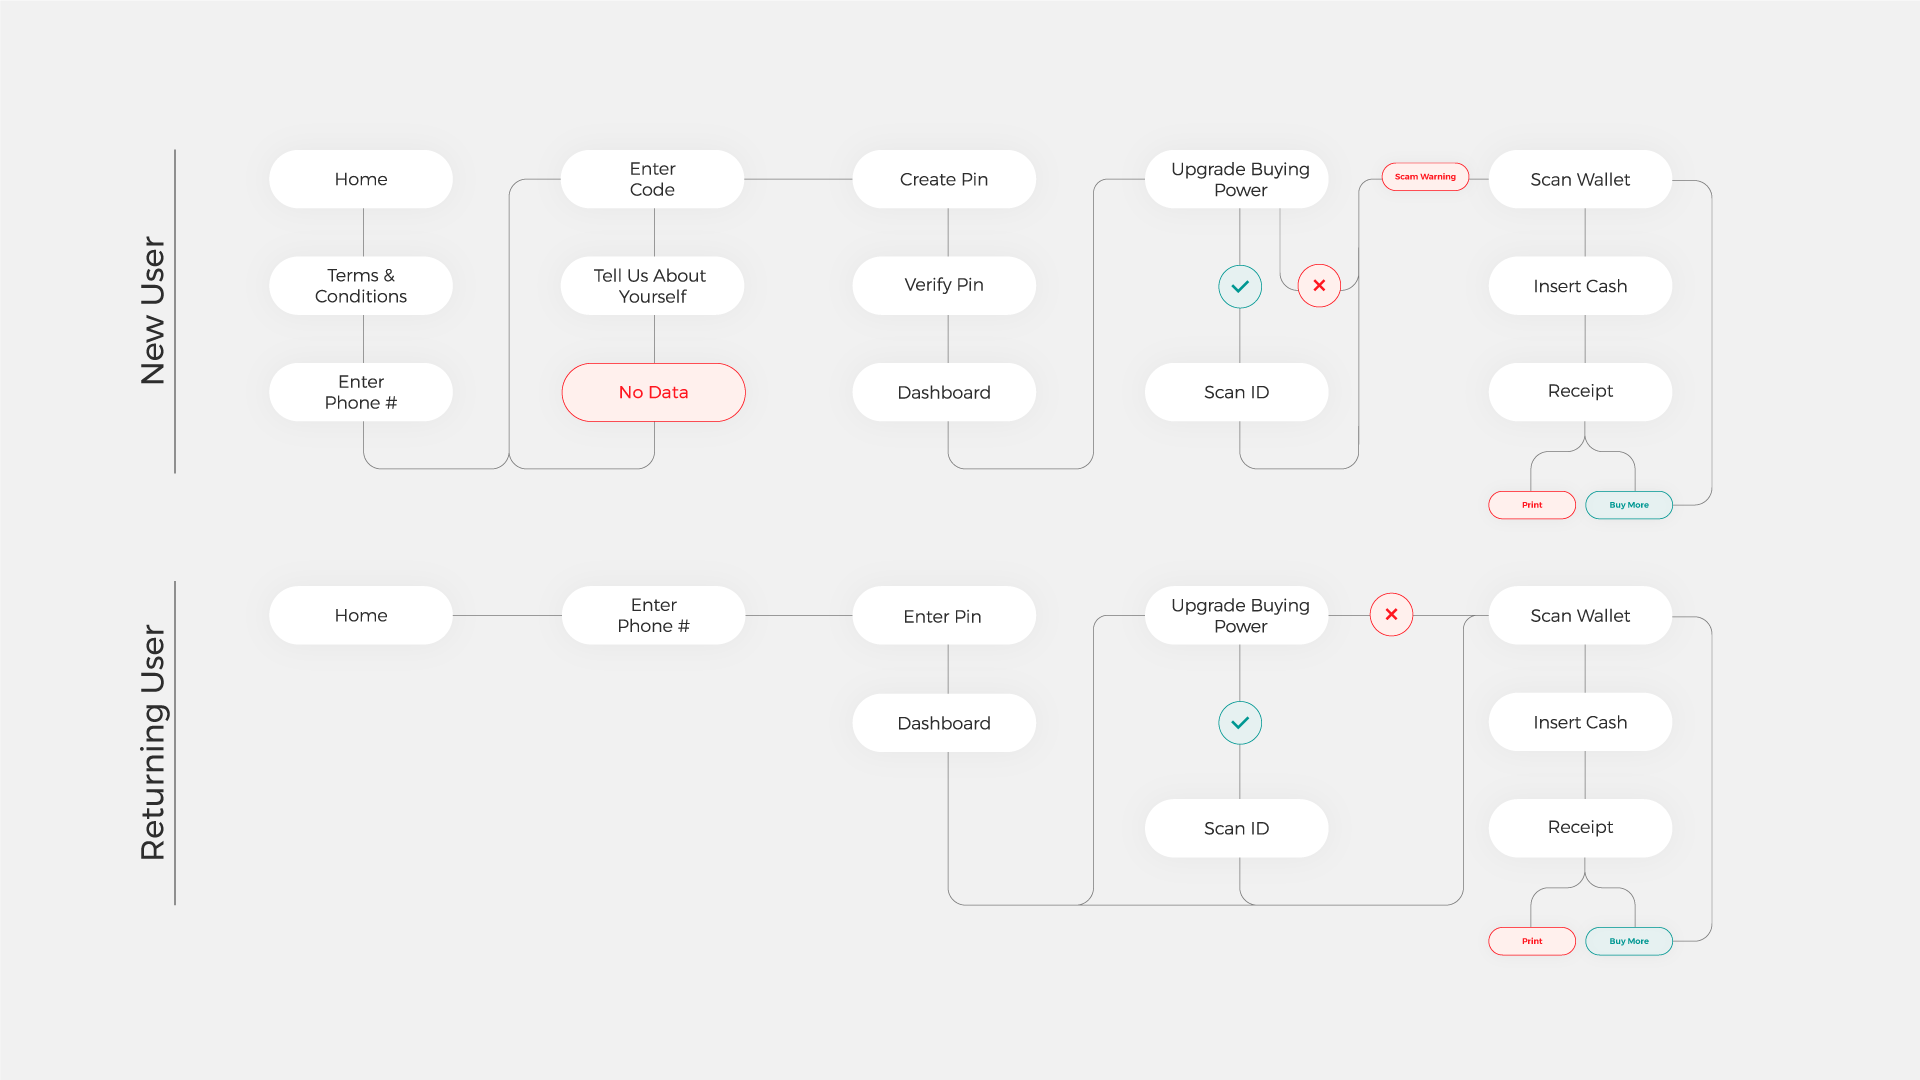 New User
Home
Terms &
Conditions
Enter
Phone #
Enter
Code
Tell Us About
Yourself
No Data
Create Pin
Verify Pin
Dashboard
Upgrade Buying
Power
Scan ID
Scam Warning
Scan Wallet
Insert Cash
Receipt
Print
Buy More
Returning User
Home
Enter
Phone #
Enter Pin
Dashboard
Upgrade Buying
Power
Scan ID
Scan Wallet
Insert Cash
Receipt
Print
Buy More